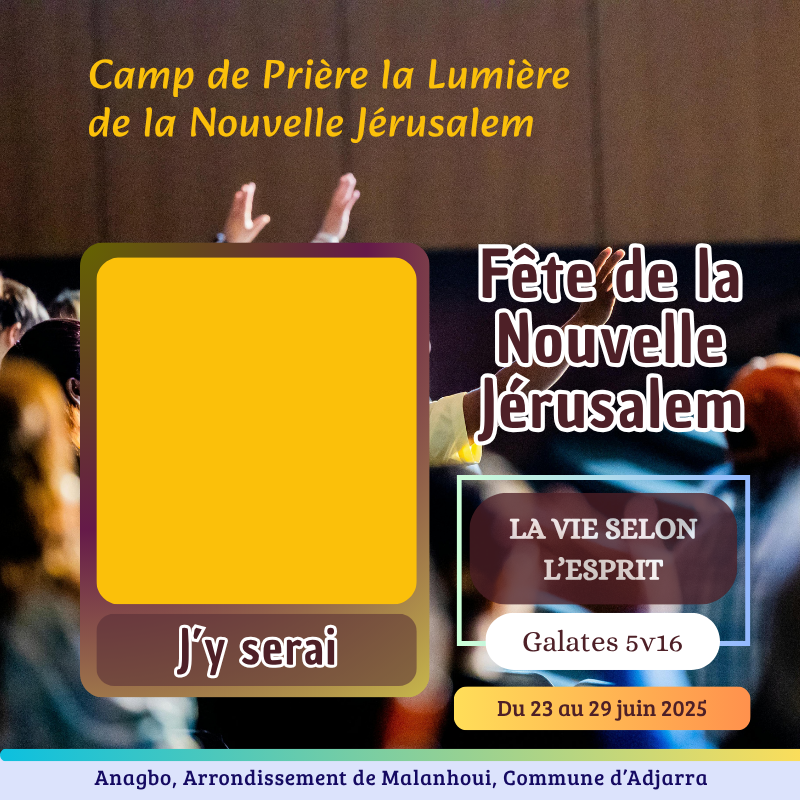 Camp de Prière la Lumière
de la Nouvelle Jérusalem
Fête de la
Nouvelle
Jérusalem
LA VIE SELON
L'ESPRIT
Galates 5v16
J'y serai
Du 23 au 29 juin 2025
Anagbo, Arrondissement de Malanhoui, Commune d'Adjarra